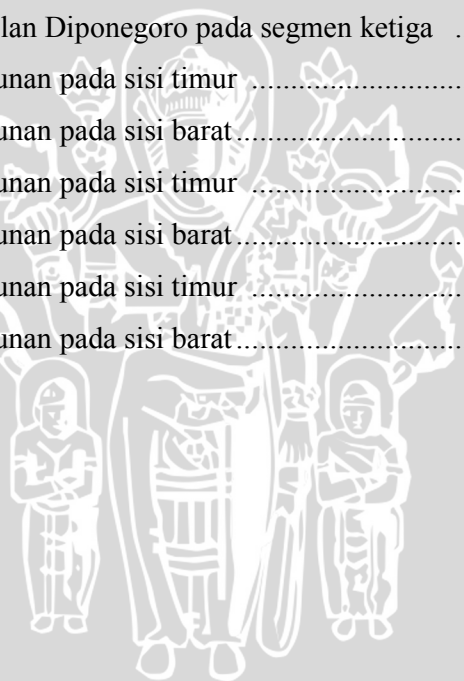 lan Diponegoro pada segmen ketiga .
unan pada sisi timur ..........................
unan pada sisi barat ...........................
unan pada sisi timur ..........................
unan pada sisi barat ...........................
unan pada sisi timur ..........................
unan pada sisi barat ...........................